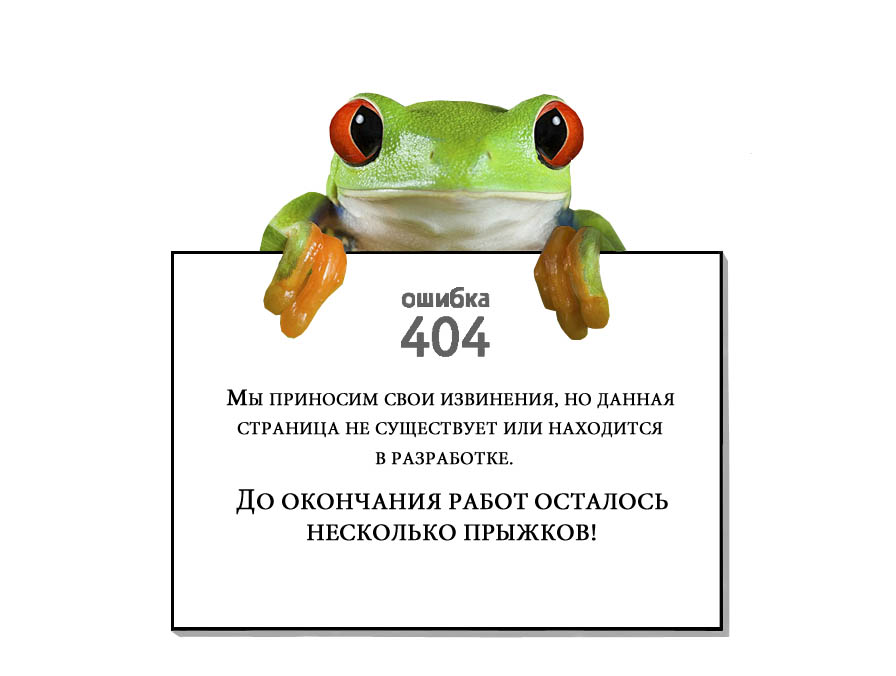 ошибка
404
Мы приносим свои извинения, но данная
страница не существует или находится
в разработке.
До окончания работ осталось
несколько прыжков!